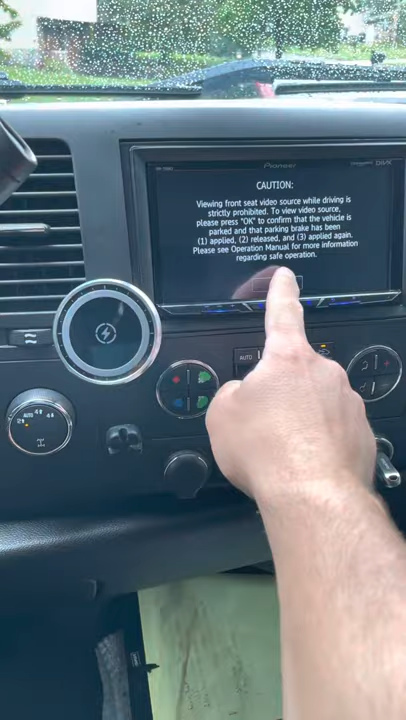 Pioneer
CAUTION:
Viewing front seat video source while driving is
strictly prohibited. To view video source,
please press "OK" to confirm that the vehicle is
parked and that parking brake has been
(1) applied, (2) released, and (3) applied again.
Please see Operation Manual for more information
regarding safe operation.
AUTO
AUTO